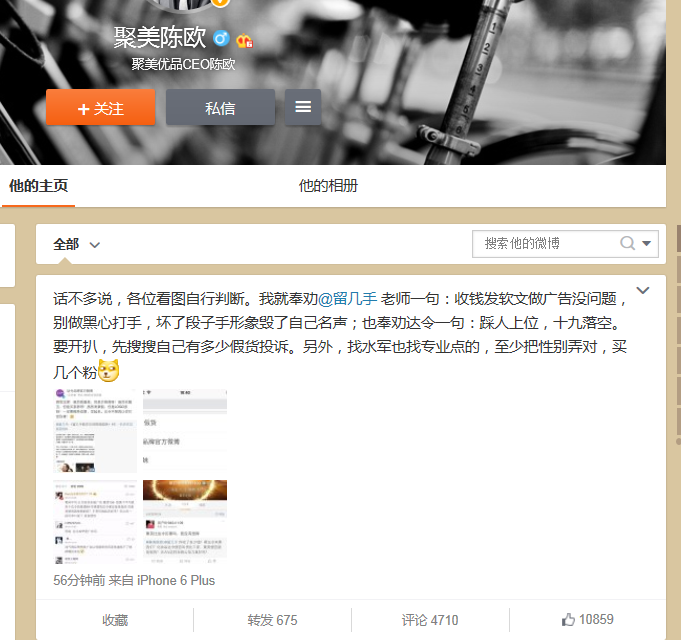 聚美陈欧
聚美优品CEO陈欧
+ 关注
私信
他的主页
他的相册
全部
搜索他的微博
话不多说，各位看图自行判断。我就奉劝@留几手 老师一句：收钱发软文做广告没问题，
别做黑心打手，坏了段子手形象毁了自己名声；也奉劝达令一句：踩人上位，十九落空。
要开扒，先搜搜自己有多少假货投诉。另外，找水军也找专业点的，至少把性别弄对，买
几个粉
56分钟前 来自 iPhone 6 Plus
收藏
转发 675
评论 4710
10859